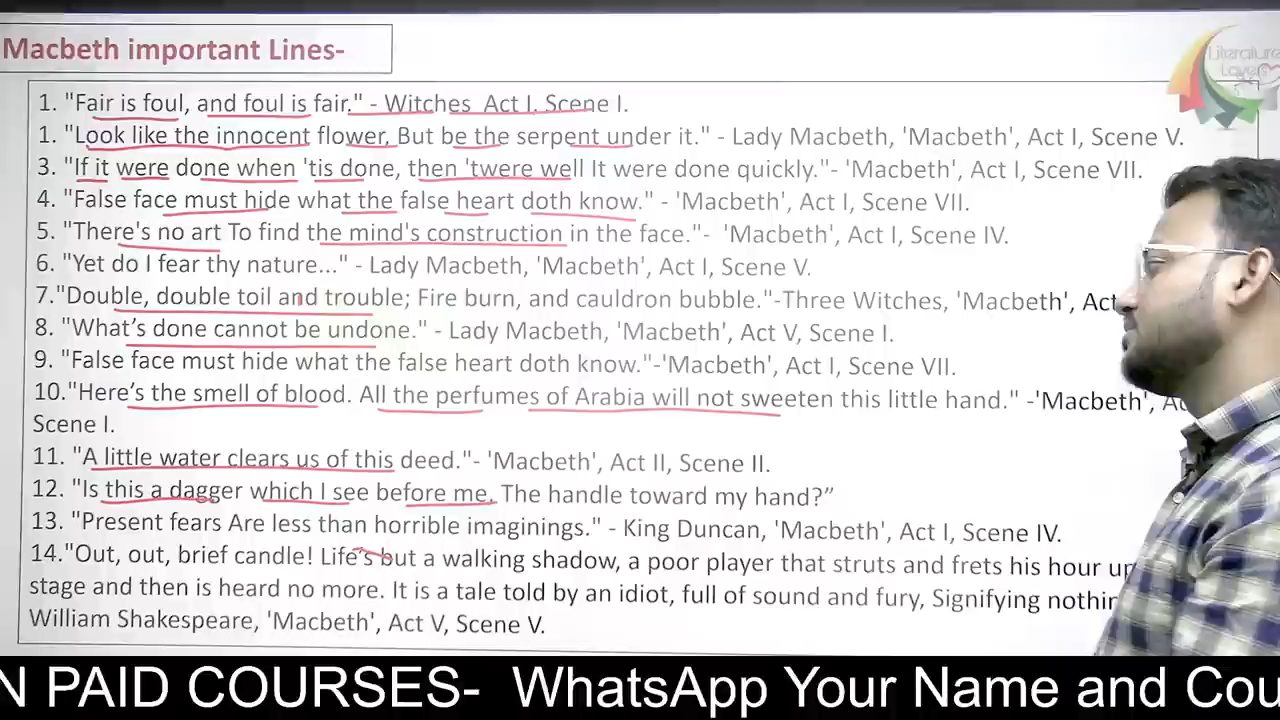 Macbeth important Lines-
Literature
Lovers
1. "Fair is foul, and foul is fair." - Witches Act I, Scene I.
1. "Look like the innocent flower, But be the serpent under it." - Lady Macbeth, 'Macbeth', Act I, Scene V.
3. "If it were done when 'tis done, then 'twere well It were done quickly."- 'Macbeth', Act I, Scene VII.
4. "False face must hide what the false heart doth know." - 'Macbeth', Act I, Scene VII.
5. "There's no art To find the mind's construction in the face."- 'Macbeth', Act I, Scene IV.
6. "Yet do I fear thy nature..." - Lady Macbeth, 'Macbeth', Act I, Scene V.
7."Double, double toil and trouble; Fire burn, and cauldron bubble."-Three Witches, 'Macbeth', Act
8. "What’s done cannot be undone." - Lady Macbeth, 'Macbeth', Act V, Scene I.
9. "False face must hide what the false heart doth know."-'Macbeth', Act I, Scene VII.
10."Here’s the smell of blood. All the perfumes of Arabia will not sweeten this little hand." -'Macbeth',
Scene I.
11. "A little water clears us of this deed."- 'Macbeth', Act II, Scene II.
12. "Is this a dagger which I see before me, The handle toward my hand?”
13. "Present fears Are less than horrible imaginings." - King Duncan, 'Macbeth', Act I, Scene IV.
14."Out, out, brief candle! Life’s but a walking shadow, a poor player that struts and frets his hour
stage and then is heard no more. It is a tale told by an idiot, full of sound and fury, Signifying
William Shakespeare, 'Macbeth', Act V, Scene V.
N PAID COURSES- WhatsApp Your Name and Cou